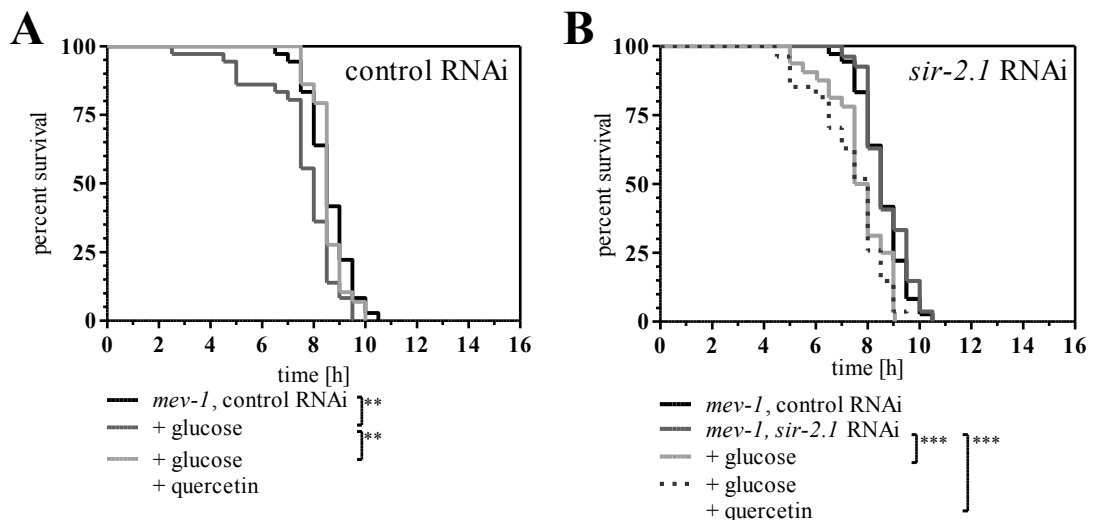 A
control RNAi
percent survival
100
75
50
25
0
0 2 4 6 8 10 12 14 16
time [h]
mev-1, control RNAi
+ glucose
+ glucose
+ quercetin
**
**
B
sir-2.1 RNAi
percent survival
100
75
50
25
0
0 2 4 6 8 10 12 14 16
time [h]
mev-1, control RNAi
mev-1, sir-2.1 RNAi
+ glucose
+ glucose
+ quercetin
***
***